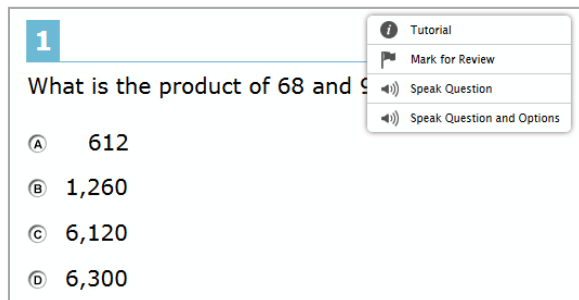 1
Tutorial
Mark for Review
Speak Question
Speak Question and Options
What is the product of 68 and
A 612
B 1,260
C 6,120
D 6,300